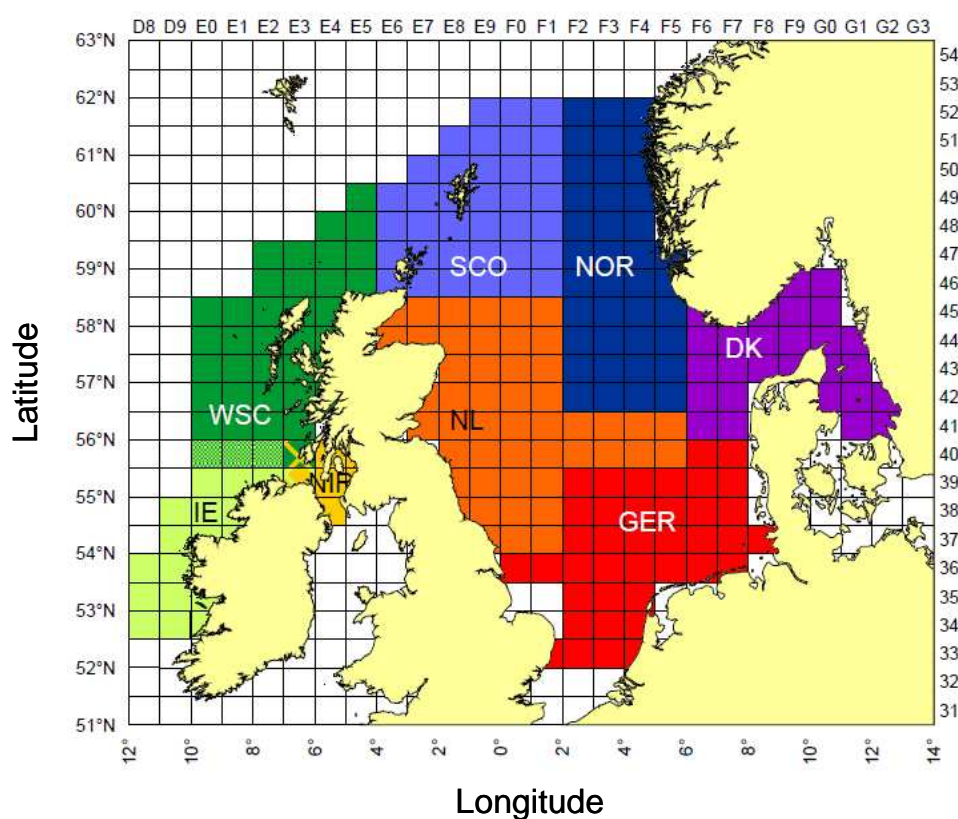 D8 D9 E0 E1 E2 E3 E4 E5 E6 E7 E8 E9 F0 F1 F2 F3 F4 F5 F6 F7 F8 F9 G0 G1 G2 G3
63°N
54
53
62°N
52
51
61°N
50
49
60°N
48
47
59°N
SCO
NOR
46
45
58°N
44
DK
43
57°N
42
WSC
NL
41
56°N
40
NIR
39
55°N
IE
GER
38
37
54°N
36
35
53°N
34
33
52°N
32
31
51°N
12° 10° 8° 6° 4° 2° 0° 2° 4° 6° 8° 10° 12° 14°
Latitude
Longitude